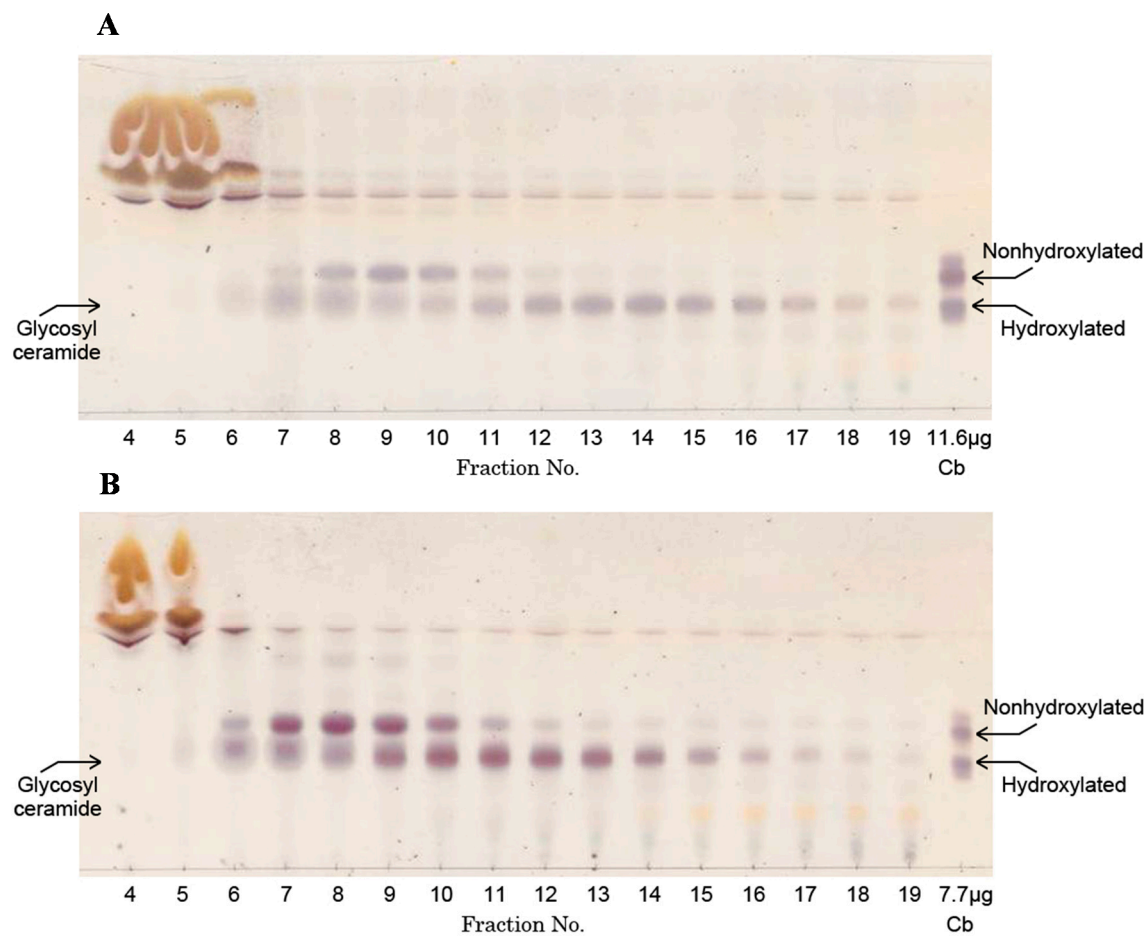 A
Nonhydroxylated
Glycosyl
ceramide
Hydroxylated
4 5 6 7 8 9 10 11 12 13 14 15 16 17 18 19 11.6μg
Fraction No. Cb
B
Nonhydroxylated
Glycosyl
ceramide
Hydroxylated
4 5 6 7 8 9 10 11 12 13 14 15 16 17 18 19 7.7μg
Fraction No. Cb